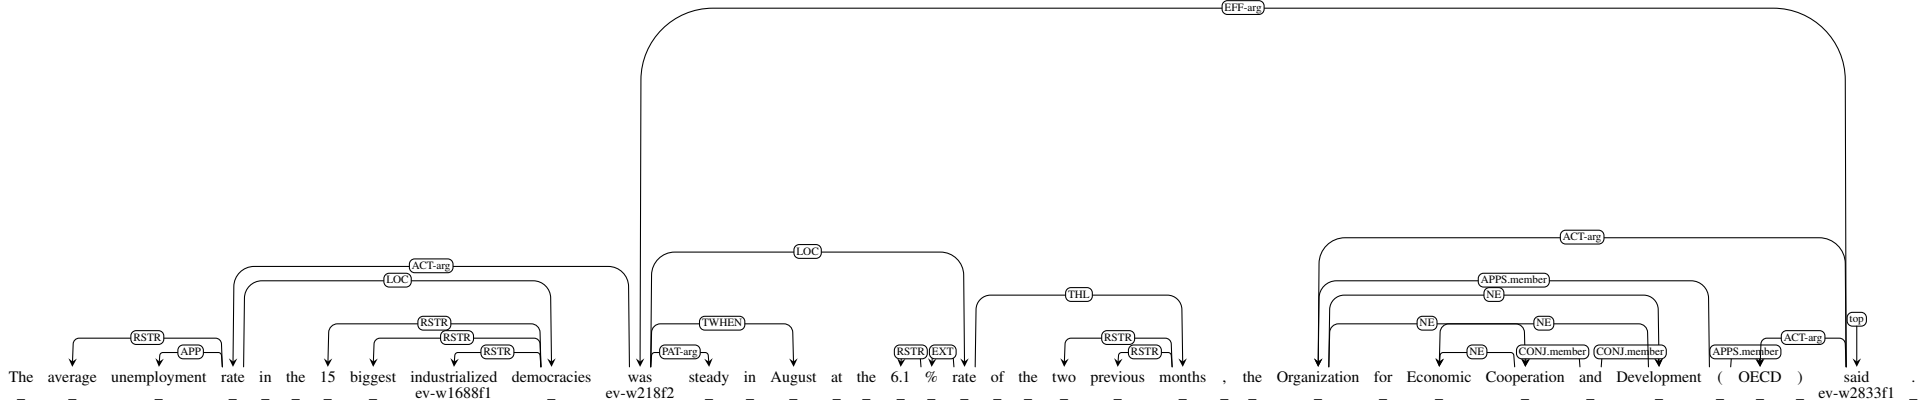 EFF-arg
ACT-arg
LOC
APPS.member
ACT-arg
LOC
NE
THL
top
RSTR TWHEN NE NE
RSTR RSTR RSTR ACT-arg
APP RSTR PAT-arg RSTR EXT RSTR NE CONJ.member CONJ.member APPS.member
The average unemployment rate in the 15 biggest industrialized democracies was steady in August at the 6.1 % rate of the two previous months , the Organization for Economic Cooperation and Development ( OECD ) said .
_ _ _ _ _ _ _ _ ev-w1688f1 _ ev-w218f2 _ _ _ _ _ _ _ _ _ _ _ _ _ _ _ _ _ _ _ _ _ _ _ _ ev-w2833f1 _